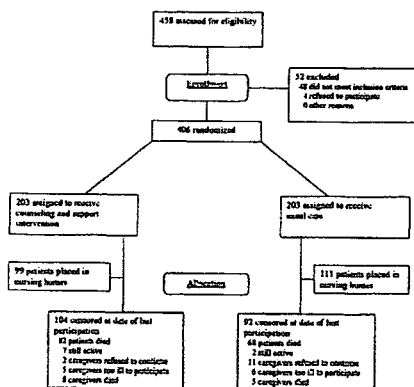 458 assessed for eligibility
Enrollment
52 excluded
48 did not meet inclusion criteria
4 refused to participate
0 other reasons
406 randomized
203 assigned to receive
counseling and support
intervention
203 assigned to receive
usual care
99 patients placed in
nursing homes
Allocation
111 patients placed in
nursing homes
104 censored at date of last
participation
82 patients died
7 still active
2 caregivers refused to continue
5 caregivers too ill to participate
8 caregivers died
92 censored at date of last
participation
68 patients died
2 still active
11 caregivers refused to continue
6 caregivers too ill to participate
5 caregivers died